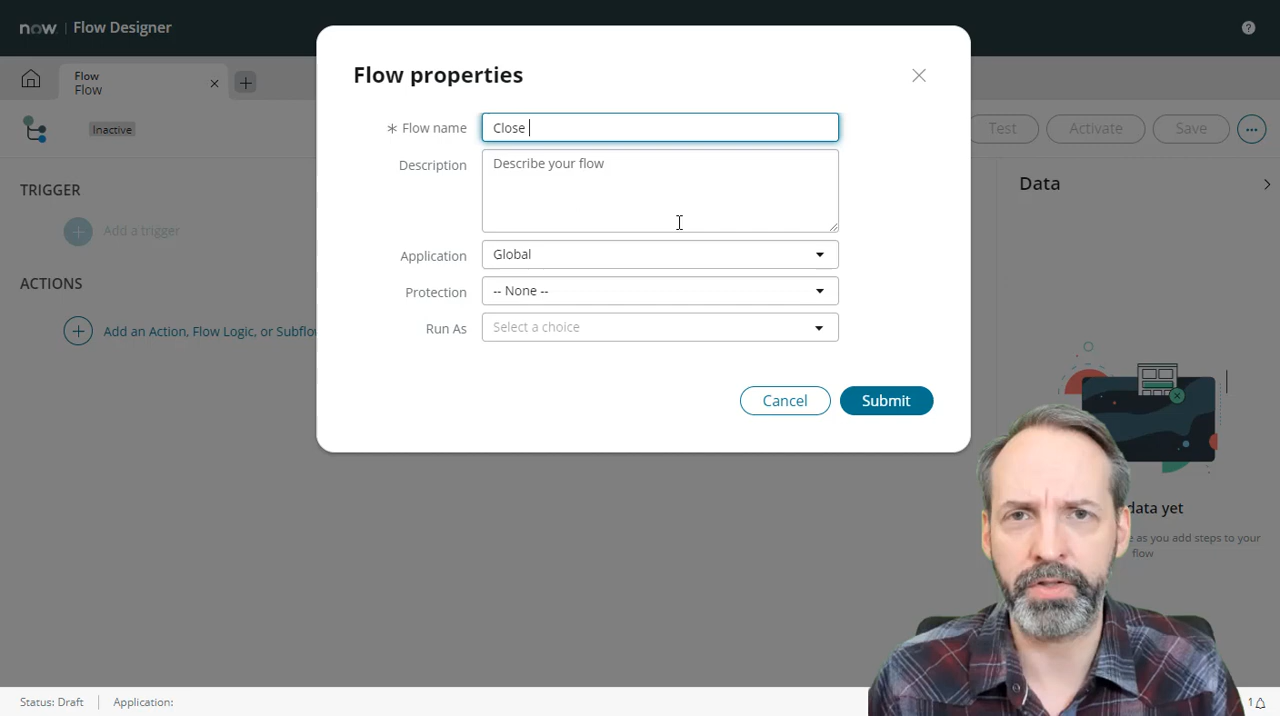 now. | Flow Designer
Flow
Flow
Inactive
Test
Activate
Save
TRIGGER
Add a trigger
ACTIONS
Add an Action, Flow Logic, or Subflo
Flow properties
* Flow name
Close
Description
Describe your flow
Application
Global
Protection
-- None --
Run As
Select a choice
Cancel
Submit
Data
data yet
as you add steps to your
flow
Status: Draft
Application:
1